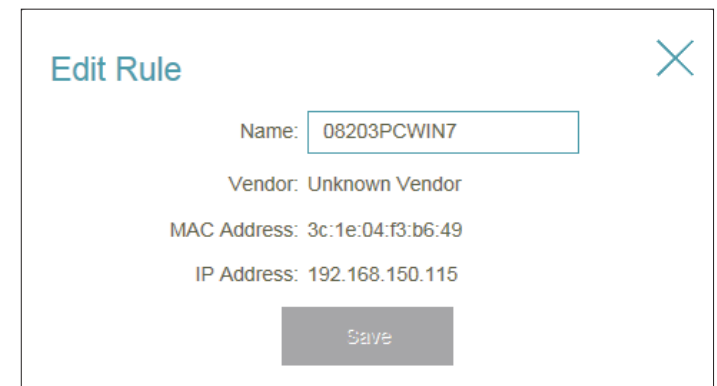 Edit Rule
Name: 08203PCWIN7
Vendor: Unknown Vendor
MAC Address: 3c:1e:04:f3:b6:49
IP Address: 192.168.150.115
Save